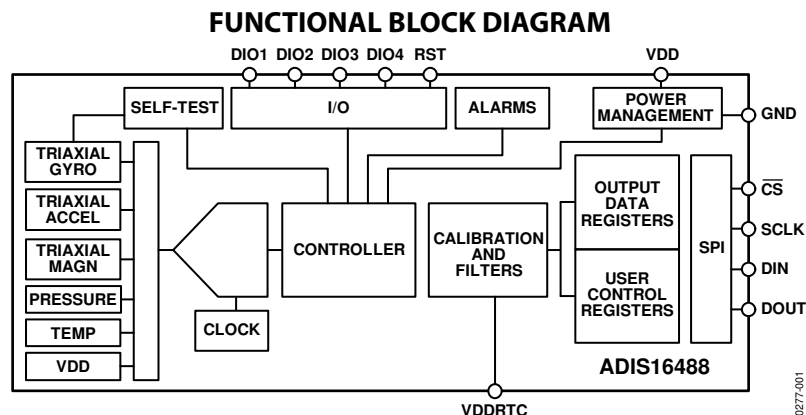 FUNCTIONAL BLOCK DIAGRAM
DIO1 DIO2 DIO3 DIO4 RST
VDD
SELF-TEST
I/O
ALARMS
POWER
MANAGEMENT
GND
TRIAXIAL
GYRO
TRIAXIAL
ACCEL
TRIAXIAL
MAGN
PRESSURE
TEMP
VDD
CLOCK
CONTROLLER
CALIBRATION
AND
FILTERS
OUTPUT
DATA
REGISTERS
USER
CONTROL
REGISTERS
SPI
CS
SCLK
DIN
DOUT
ADIS16488
VDDRTC
0277-001